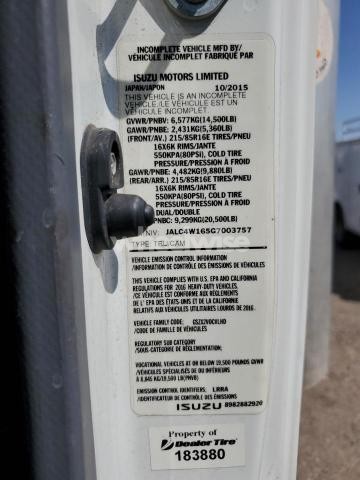 INCOMPLETE VEHICLE MFD BY/
VÉHICULE INCOMPLET FABRIQUÉ PAR
ISUZU MOTORS LIMITED
JAPAN/JAPON 10/2015
THIS VEHICLE IS AN INCOMPLETE
VEHICLE/CE VÉHICULE EST UN
VÉHICULE INCOMPLET
GVWR/PNBV: 6,577KG(14,500LB)
GAWR/PNBE: 2,431KG(5,360LB)
(FRONT/AV.) 215/85R16E TIRES/PNEU
16X6K RIMS/JANTE
550KPA(80PSI), COLD TIRE
PRESSURE/PRESSION À FROID
GAWR/PNBE: 4,482KG(9,880LB)
(REAR/ARR.) 215/85R16E TIRES/PNEU
16X6K RIMS/JANTE
550KPA(80PSI), COLD TIRE
PRESSURE/PRESSION À FROID
DUAL/DOUBLE
PNBC: 9,299KG(20,500LB)
/NIV: JALC4W165G7003757
TYPE: TRU/CAM
VEHICLE EMISSION CONTROL INFORMATION
/INFORMATION DE CONTRÔLE DES ÉMISSIONS DE VÉHICULE
THIS VEHICLE COMPLIES WITH U.S. EPA AND CALIFORNIA
REGULATIONS FOR 2016 HEAVY-DUTY VEHICLES.
/CE VÉHICULE EST CONFORME AUX RÈGLEMENTS
DE L'EPA DES ÉTATS-UNIS ET DE LA CALIFORNIE
RELATIFS AUX VÉHICULES UTILITAIRES LOURDS DE 2016.
VEHICLE FAMILY CODE:
/CODE DE FAMILLE DE VÉHICULES:
REGULATORY SUB CATEGORY
/SOUS-CATÉGORIE DE RÉGLEMENTATION:
VOCATIONAL VEHICLES AT OR BELOW 19,500 POUNDS GVWR
/VÉHICULES SPÉCIALISÉS DE OU INFÉRIEURS
À 8,845 KG/19,500 LB(PNVB)
EMISSION CONTROL IDENTIFIERS: LRRA
/IDENTIFICATEUR DE CONTRÔLE DES ÉMISSIONS:
ISUZU 8982882920
Property of
Dealer Tire
183880